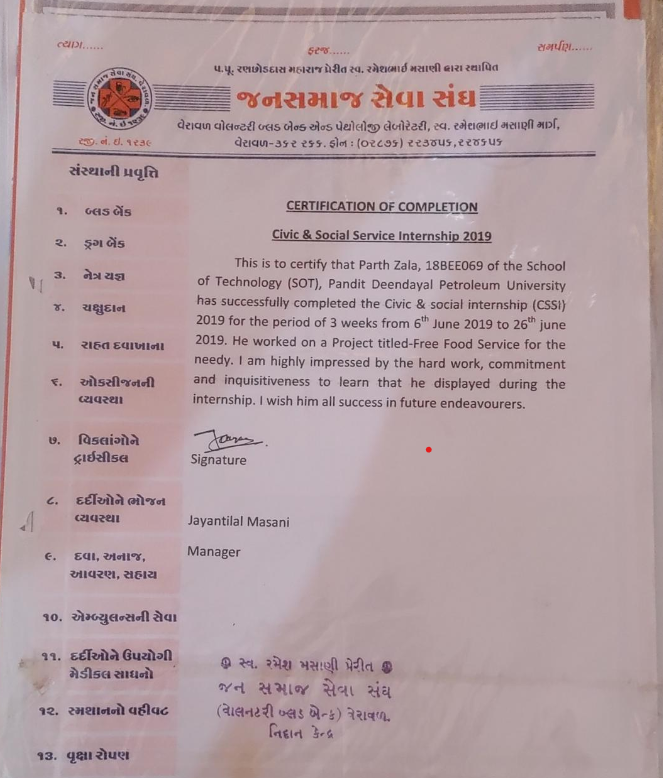 ત્યાગ...... ફરજ...... સમર્પણ......
પ.પૂ. રણછોડદાસ મહારાજ પ્રેરીત સ્વ. રમેશભાઈ મસાણી દ્વારા સ્થાપિત
જનસમાજ સેવા સંઘ
વેરાવળ વોલન્ટરી બ્લડ બેન્ક એન્ડ પેથોલોજી લેબોરેટરી, સ્વ. રમેશભાઈ મસાણી માર્ગ,
રજી. નં. ઇ. ૧૨૩૯ વેરાવળ-૩૬૨ ૨૬૬. ફોન : (૦૨૮૭૬) ૨૨૩૪૫૬,૨૨૪૬૫૬
સંસ્થાની પ્રવૃત્તિ
૧. બ્લડ બેંક
૨. ડ્રગ બેંક
૩. નેત્ર યજ્ઞ
૪. ચક્ષુદાન
૫. રાહત દવાખાના
૬. ઓક્સીજનની
વ્યવસ્થા
૭. વિકલાંગોને
ટ્રાઈસીકલ
૮. દર્દીઓને ભોજન
વ્યવસ્થા
૯. દવા, અનાજ,
આવરણ, સહાય
૧૦. એમ્બ્યુલન્સની સેવા
૧૧. દર્દીઓને ઉપયોગી
મેડીકલ સાધનો
૧૨. સ્મશાનનો વહીવટ
૧૩. વૃક્ષા રોપણ
CERTIFICATION OF COMPLETION
Civic & Social Service Internship 2019
This is to certify that Parth Zala, 18BEE069 of the School
of Technology (SOT), Pandit Deendayal Petroleum University
has successfully completed the Civic & social internship (CSSI)
2019 for the period of 3 weeks from 6th June 2019 to 26th june
2019. He worked on a Project titled-Free Food Service for the
needy. I am highly impressed by the hard work, commitment
and inquisitiveness to learn that he displayed during the
internship. I wish him all success in future endeavourers.
Signature
Jayantilal Masani
Manager
સ્વ. રમેશ મસાણી પ્રેરીત
જન સમાજ સેવા સંઘ
(વોલનટરી બ્લડ બેન્ક) વેરાવળ.
નિદાન કેન્દ્ર